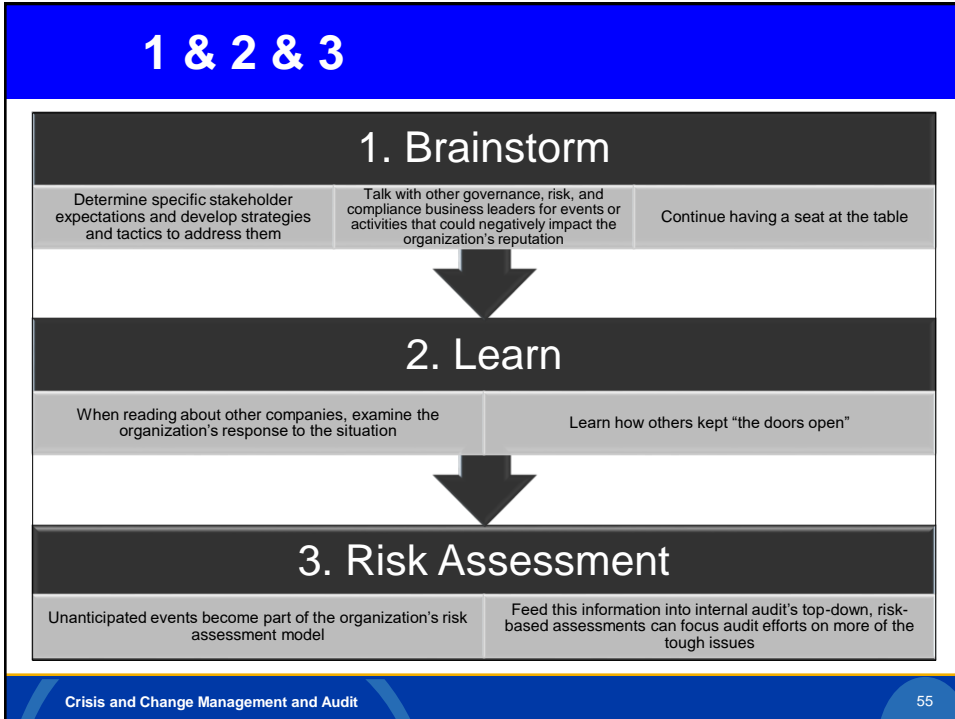 1 & 2 & 3
1. Brainstorm
Determine specific stakeholder
expectations and develop strategies
and tactics to address them
Talk with other governance, risk, and
compliance business leaders for events or
activities that could negatively impact the
organization’s reputation
Continue having a seat at the table
2. Learn
When reading about other companies, examine the
organization’s response to the situation
Learn how others kept “the doors open”
3. Risk Assessment
Unanticipated events become part of the organization’s risk
assessment model
Feed this information into internal audit’s top-down, risk-
based assessments can focus audit efforts on more of the
tough issues
Crisis and Change Management and Audit
55